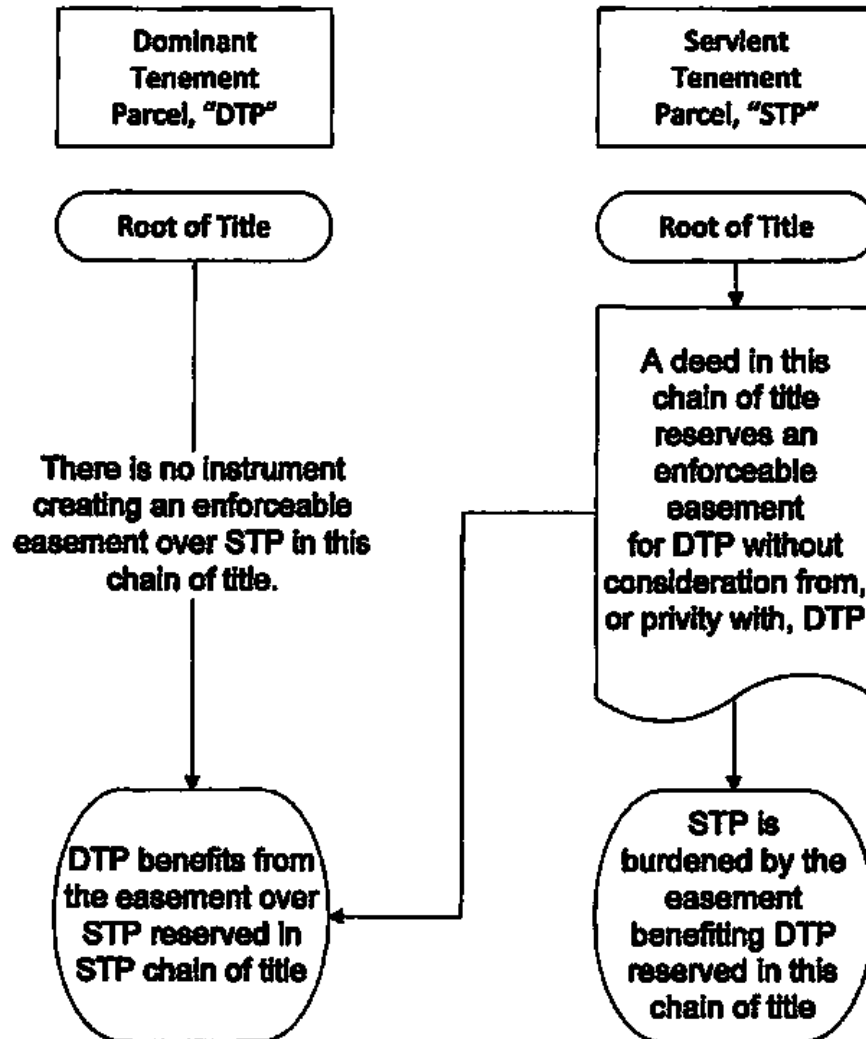 Dominant
Tenement
Parcel, "DTP"
Servient
Tenement
Parcel, "STP"
Root of Title
Root of Title
There is no instrument
creating an enforceable
easement over STP in this
chain of title.
A deed in this
chain of title
reserves an
enforceable
easement
for DTP without
consideration from,
or privity with, DTP
DTP benefits from
the easement over
STP reserved in
STP chain of title
STP is
burdened by the
easement
benefiting DTP
reserved in this
chain of title